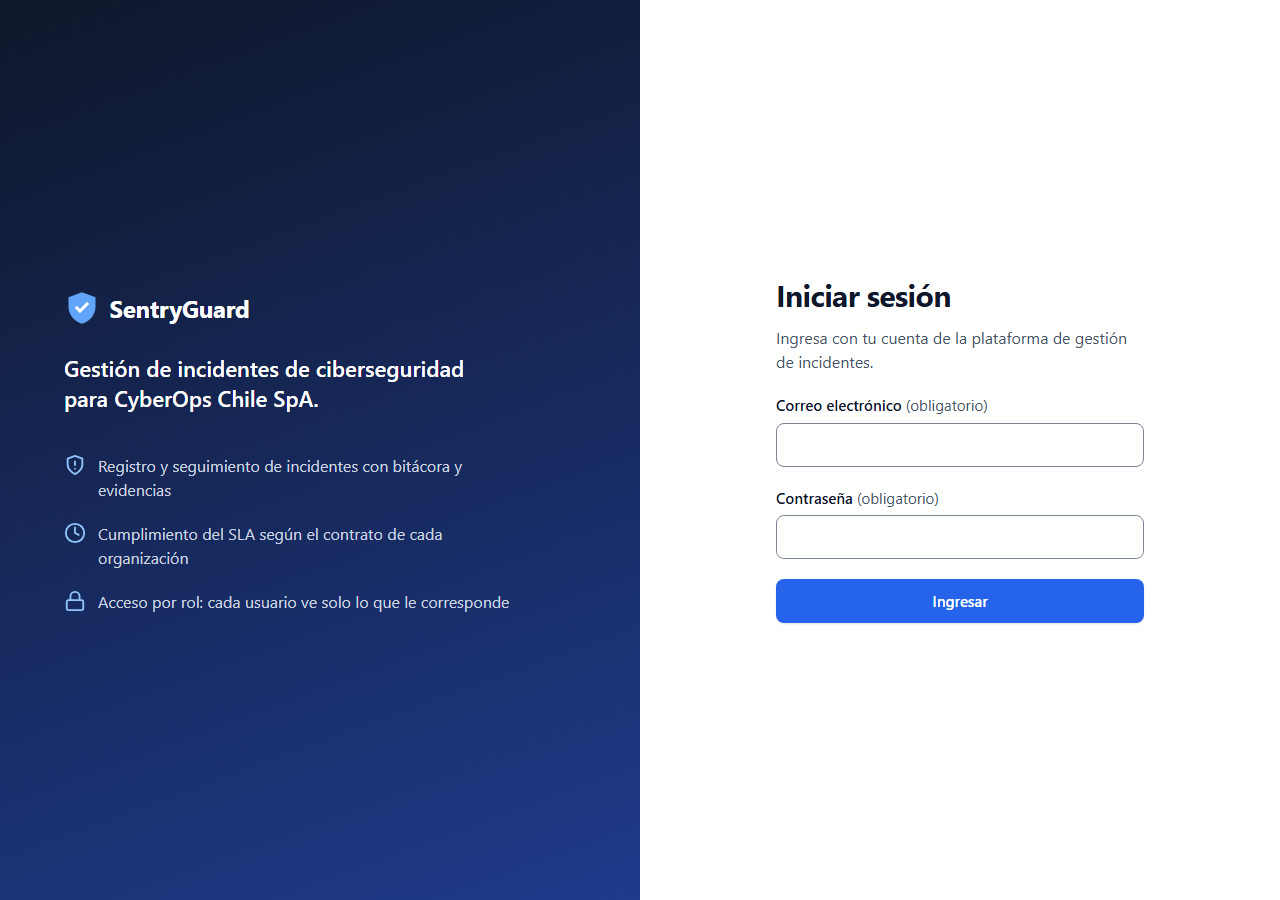 SentryGuard
Gestión de incidentes de ciberseguridad
para CyberOps Chile SpA.
Registro y seguimiento de incidentes con bitácora y
evidencias
Cumplimiento del SLA según el contrato de cada
organización
Acceso por rol: cada usuario ve solo lo que le corresponde
Iniciar sesión
Ingresa con tu cuenta de la plataforma de gestión
de incidentes.
Correo electrónico (obligatorio)
Contraseña (obligatorio)
Ingresar